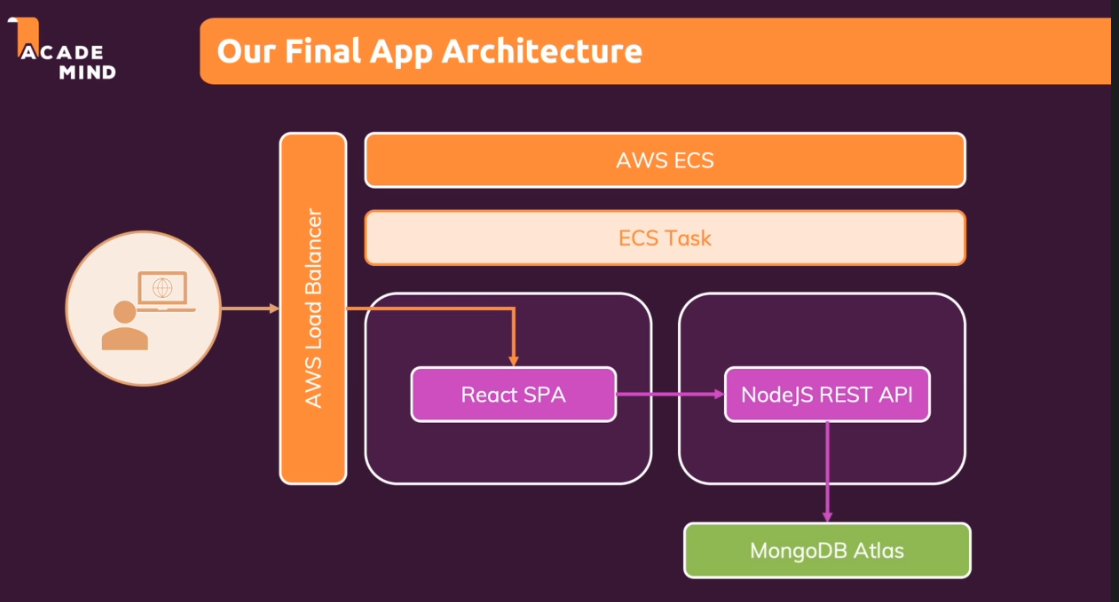 ACADE
MIND
Our Final App Architecture
AWS ECS
ECS Task
AWS Load Balancer
React SPA
NodeJS REST API
MongoDB Atlas